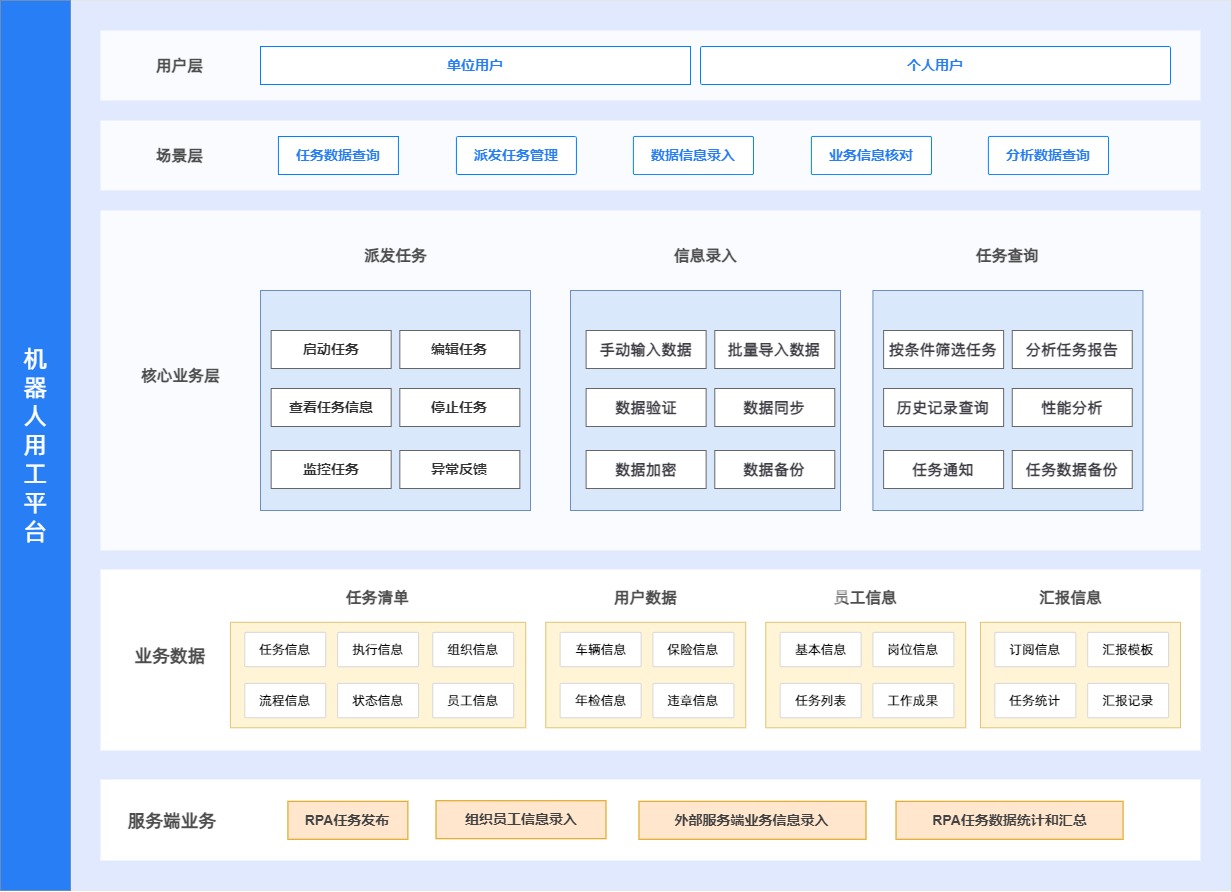 机器人用工平台
用户层
单位用户
个人用户
场景层
任务数据查询
派发任务管理
数据信息录入
业务信息核对
分析数据查询
核心业务层
派发任务
启动任务
编辑任务
查看任务信息
停止任务
监控任务
异常反馈
信息录入
手动输入数据
批量导入数据
数据验证
数据同步
数据加密
数据备份
任务查询
按条件筛选任务
分析任务报告
历史记录查询
性能分析
任务通知
任务数据备份
业务数据
任务清单
任务信息
执行信息
组织信息
流程信息
状态信息
员工信息
用户数据
车辆信息
保险信息
年检信息
违章信息
员工信息
基本信息
岗位信息
任务列表
工作成果
汇报信息
订阅信息
汇报模板
任务统计
汇报记录
服务端业务
RPA任务发布
组织员工信息录入
外部服务端业务信息录入
RPA任务数据统计和汇总